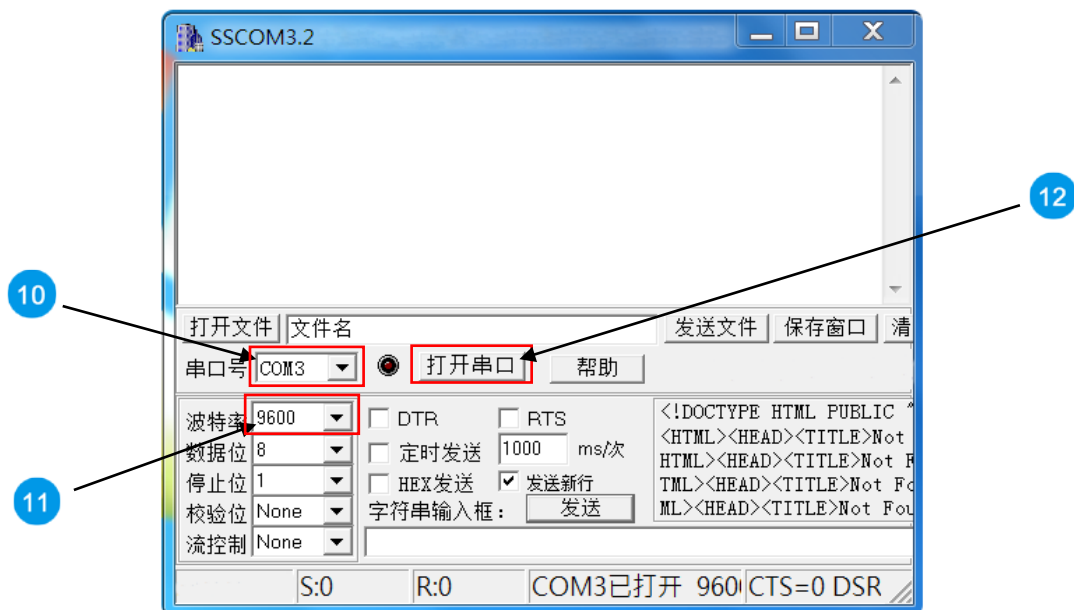 SSCOM3.2
12
10
打开文件 文件名 发送文件 保存窗口 清
串口号 COM3 打开串口 帮助
波特率 9600 DTR RTS
数据位 8 定时发送 1000 ms/次
停止位 1 HEX发送 发送新行
校验位 None 字符串输入框: 发送
流控制 None
<!DOCTYPE HTML PUBLIC "
<HTML><HEAD><TITLE>Not
HTML><HEAD><TITLE>Not F
TML><HEAD><TITLE>Not Fo
ML><HEAD><TITLE>Not Fou
11
S:0 R:0 COM3已打开 960 CTS=0 DSR